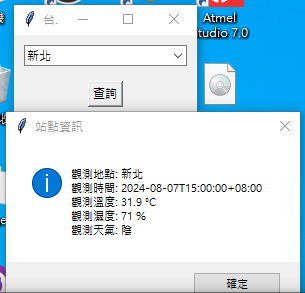 Atmel
Studio 7.0
台.
新北
查詢
站點資訊
觀測地點: 新北
觀測時間: 2024-08-07T15:00:00+08:00
觀測溫度: 31.9 °C
觀測濕度: 71 %
觀測天氣: 陰
確定